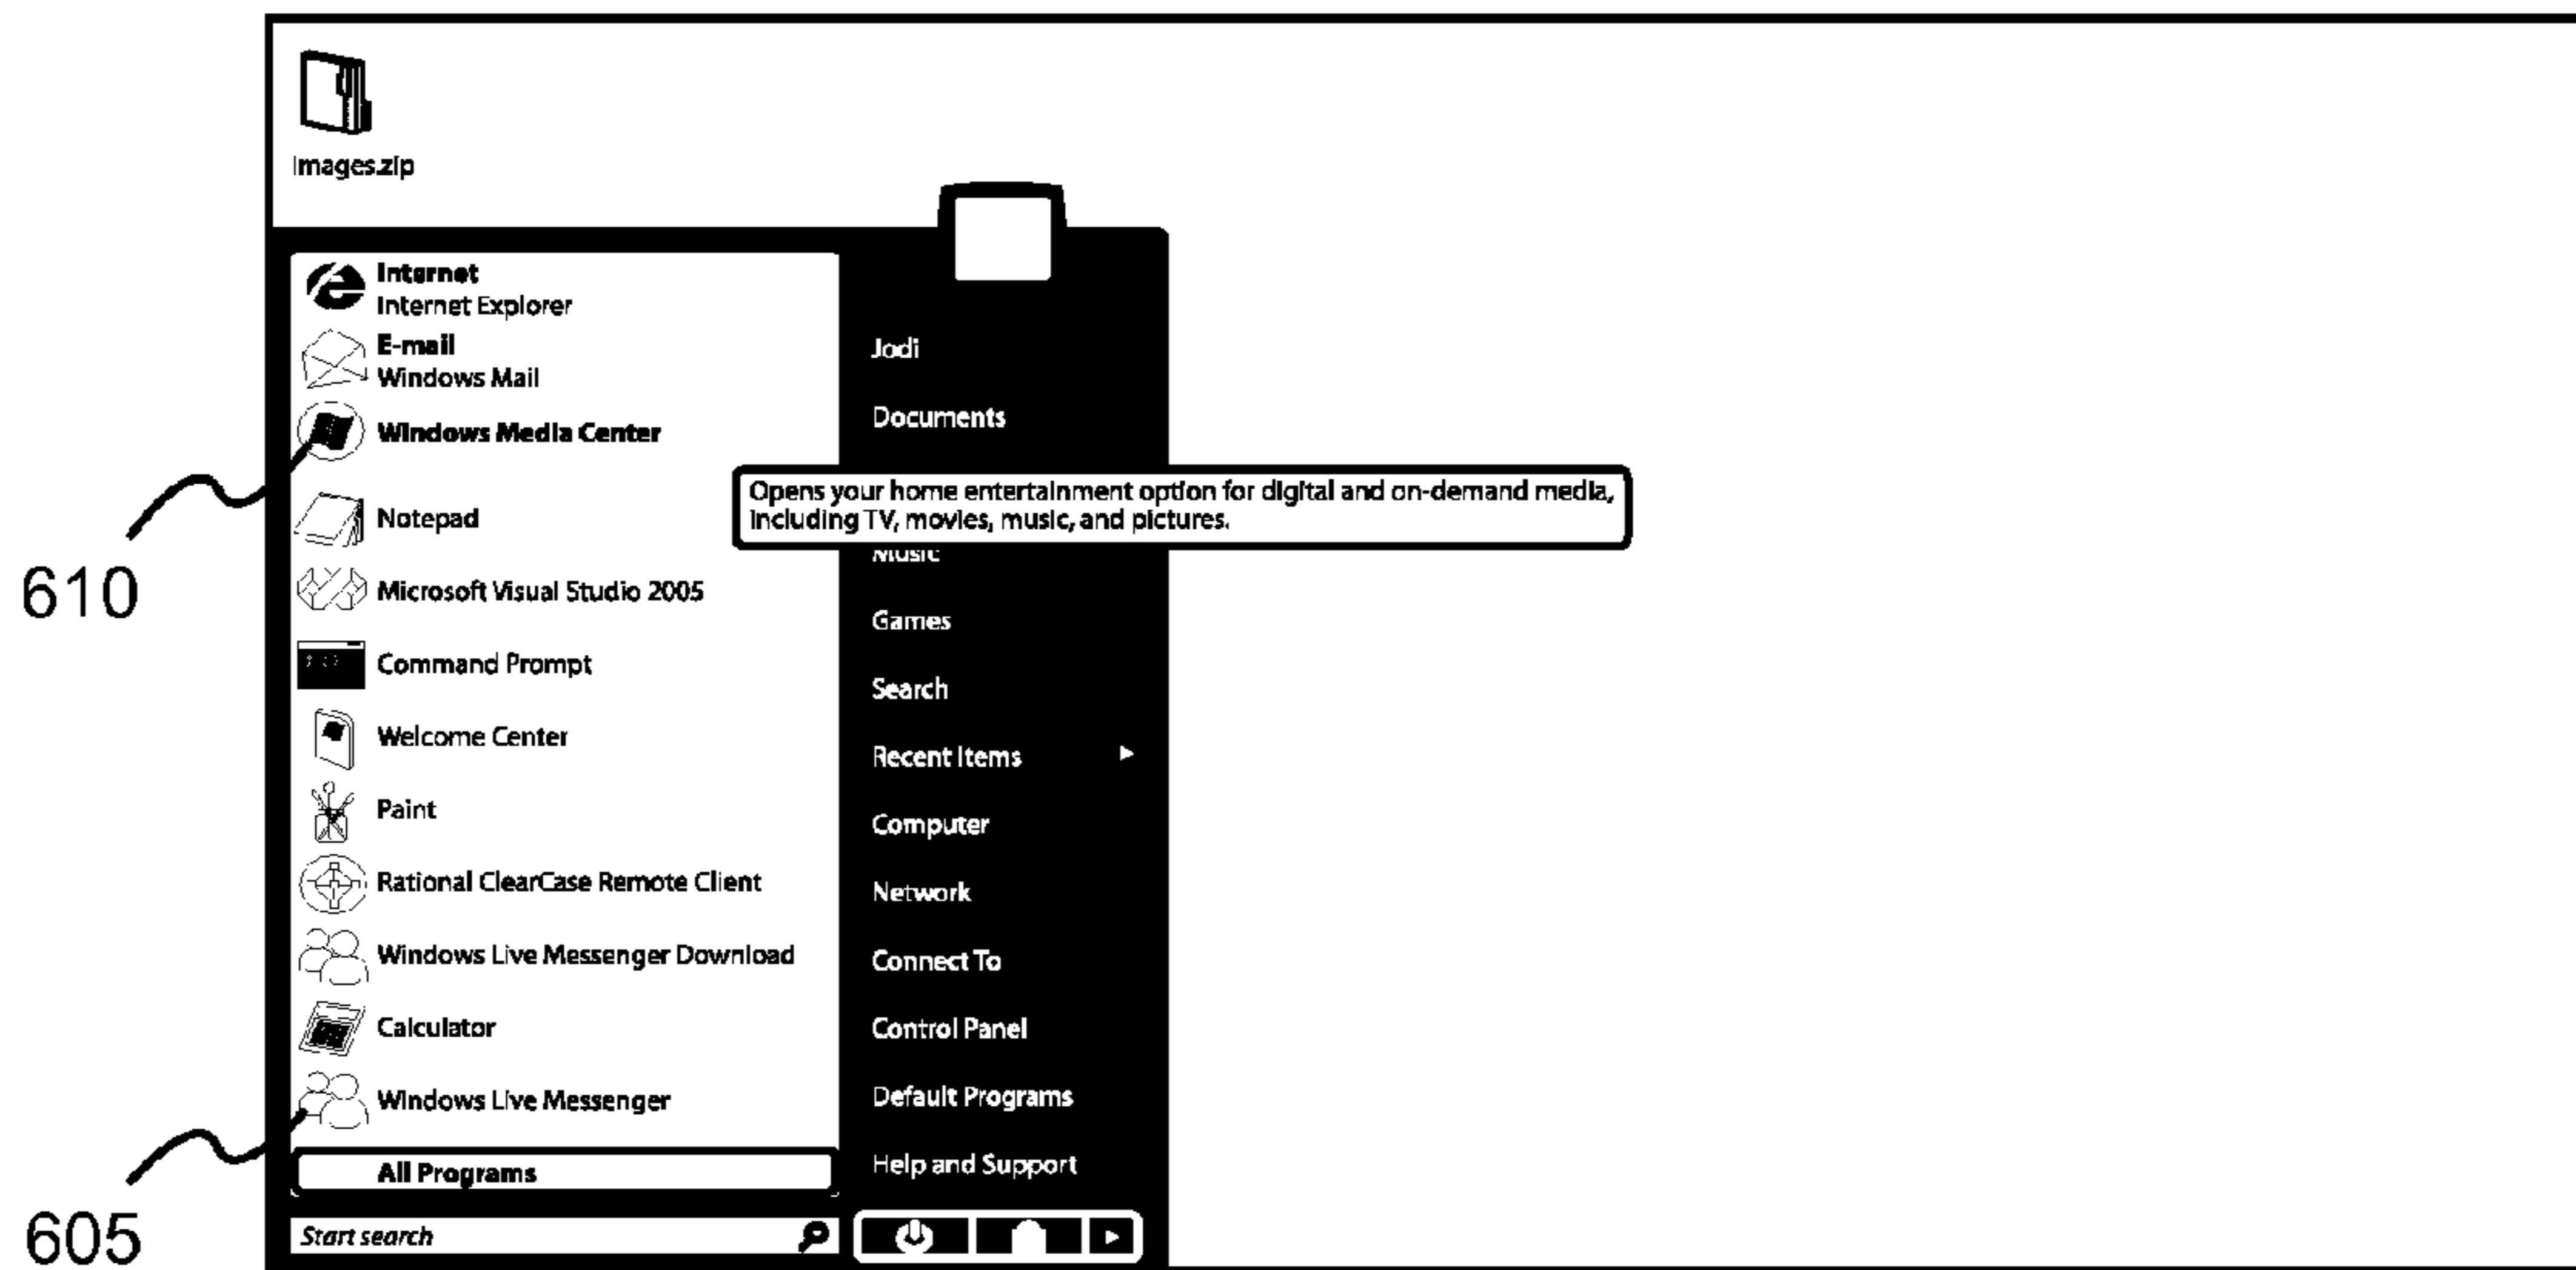 Images.zip
Internet
Internet Explorer
E-mail
Windows Mail
Windows Media Center
Notepad
Microsoft Visual Studio 2005
Command Prompt
Welcome Center
Paint
Rational ClearCase Remote Client
Windows Live Messenger Download
Calculator
Windows Live Messenger
All Programs
Start search
Jodi
Documents
Opens your home entertainment option for digital and on-demand media,
including TV, movies, music, and pictures.
Music
Games
Search
Recent Items
Computer
Network
Connect To
Control Panel
Default Programs
Help and Support
610
605